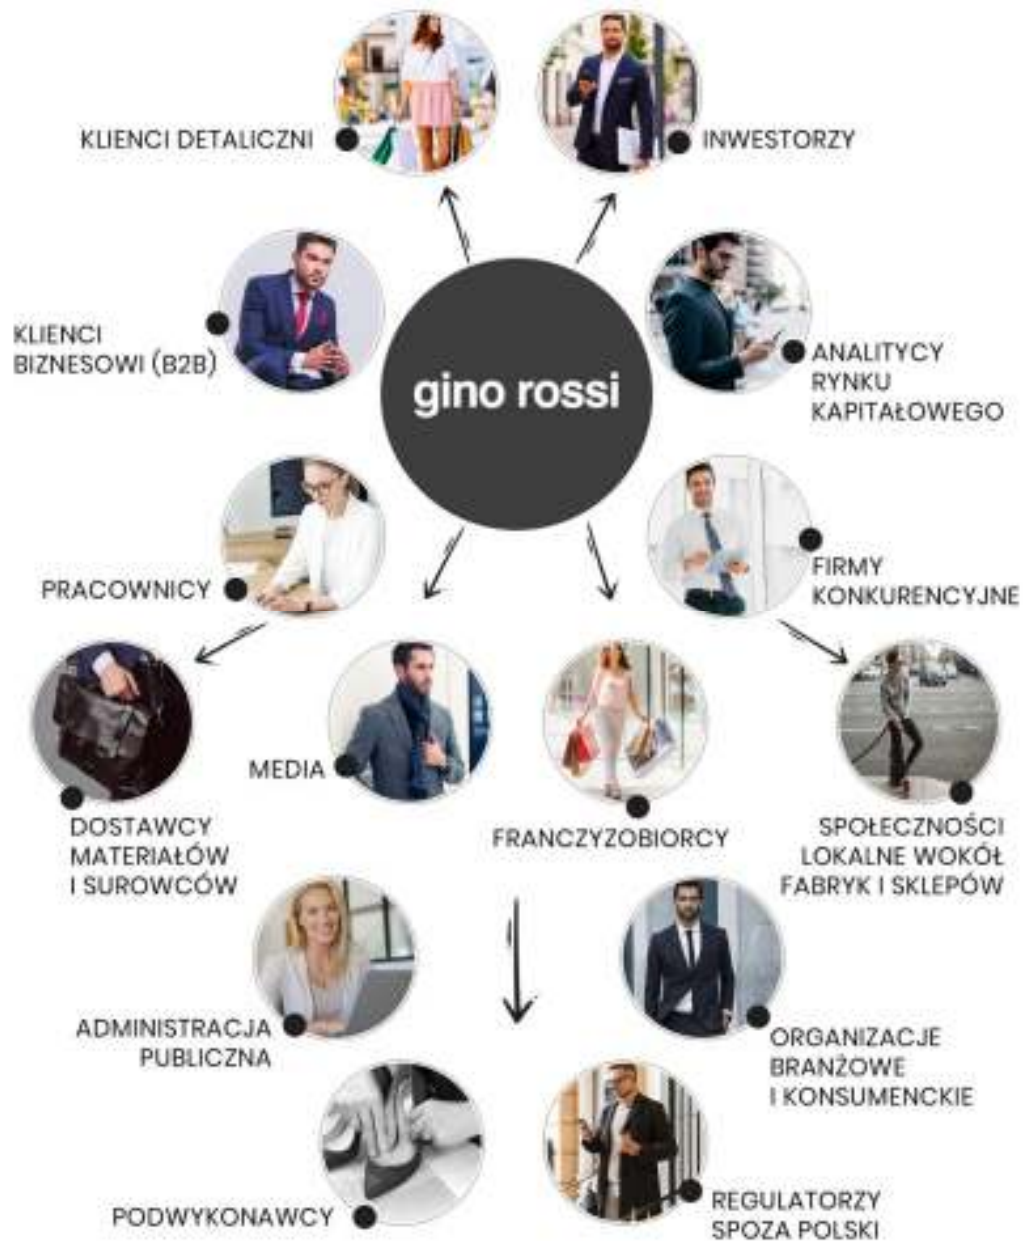 KLIENCI DETALICZNI
INWESTORZY
KLIENCI
BIZNESOWI (B2B)
gino rossi
ANALITYCY
RYNKU
KAPITAŁOWEGO
PRACOWNICY
FIRMY
KONKURENCYJNE
MEDIA
DOSTAWCY
MATERIAŁÓW
I SUROWCÓW
FRANCZYZOBIORCY
SPOŁECZNOŚCI
LOKALNE WOKÓŁ
FABRYK I SKLEPÓW
ADMINISTRACJA
PUBLICZNA
ORGANIZACJE
BRANŻOWE
I KONSUMENCKIE
PODWYKONAWCY
REGULATORZY
SPOZA POLSKI